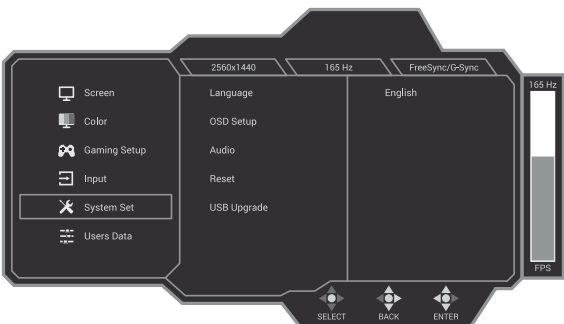 2560x1440
165 Hz
FreeSync/G-Sync
Screen
Color
Gaming Setup
Input
System Set
Users Data
Language
OSD Setup
Audio
Reset
USB Upgrade
English
165 Hz
FPS
SELECT
BACK
ENTER